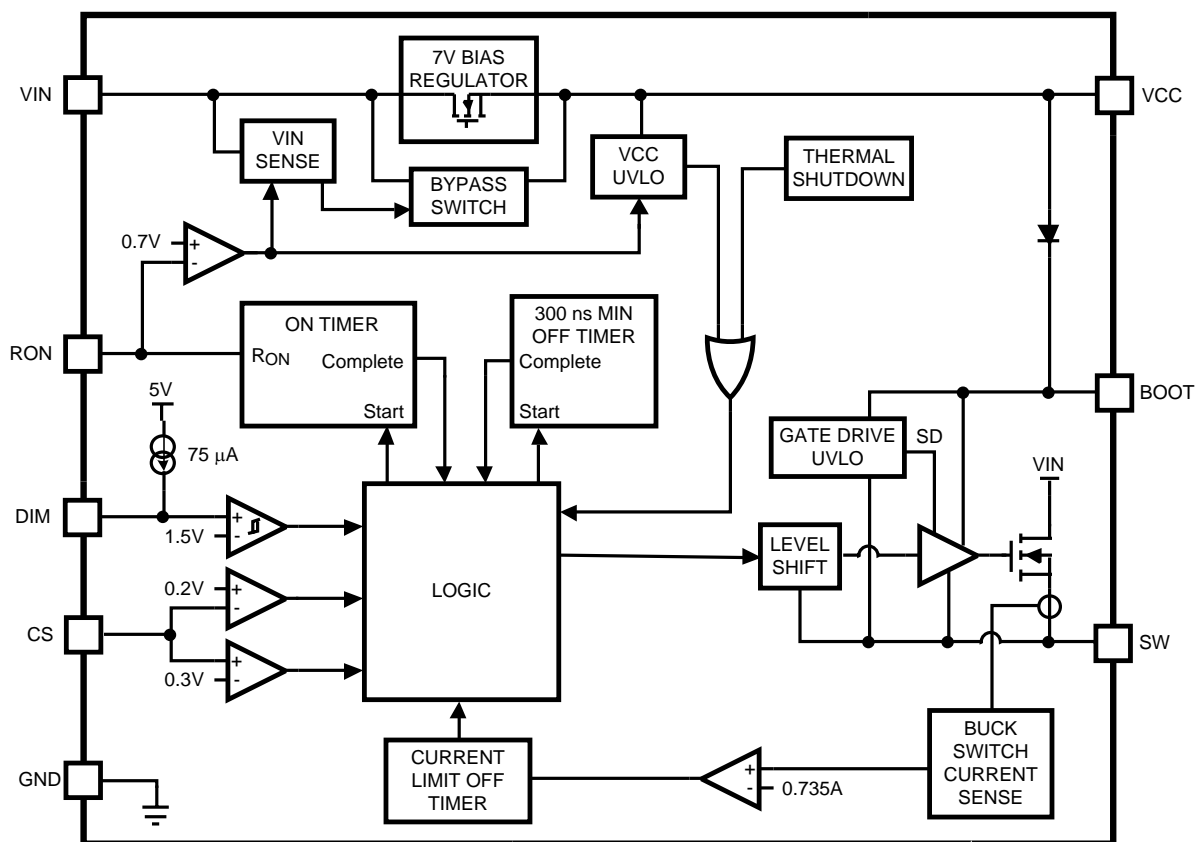 7V BIAS
REGULATOR
VIN
VCC
VIN
SENSE
VCC
UVLO
THERMAL
SHUTDOWN
BYPASS
SWITCH
0.7V
+
-
300 ns MIN
OFF TIMER
ON TIMER
RON
RON
Complete
Complete
Start
Start
5V
BOOT
75 µA
GATE DRIVE
UVLO
SD
VIN
DIM
+
-
1.5V
LEVEL
SHIFT
0.2V
+
-
LOGIC
CS
SW
+
-
0.3V
BUCK
SWITCH
CURRENT
SENSE
CURRENT
LIMIT OFF
TIMER
+
-
0.735A
GND